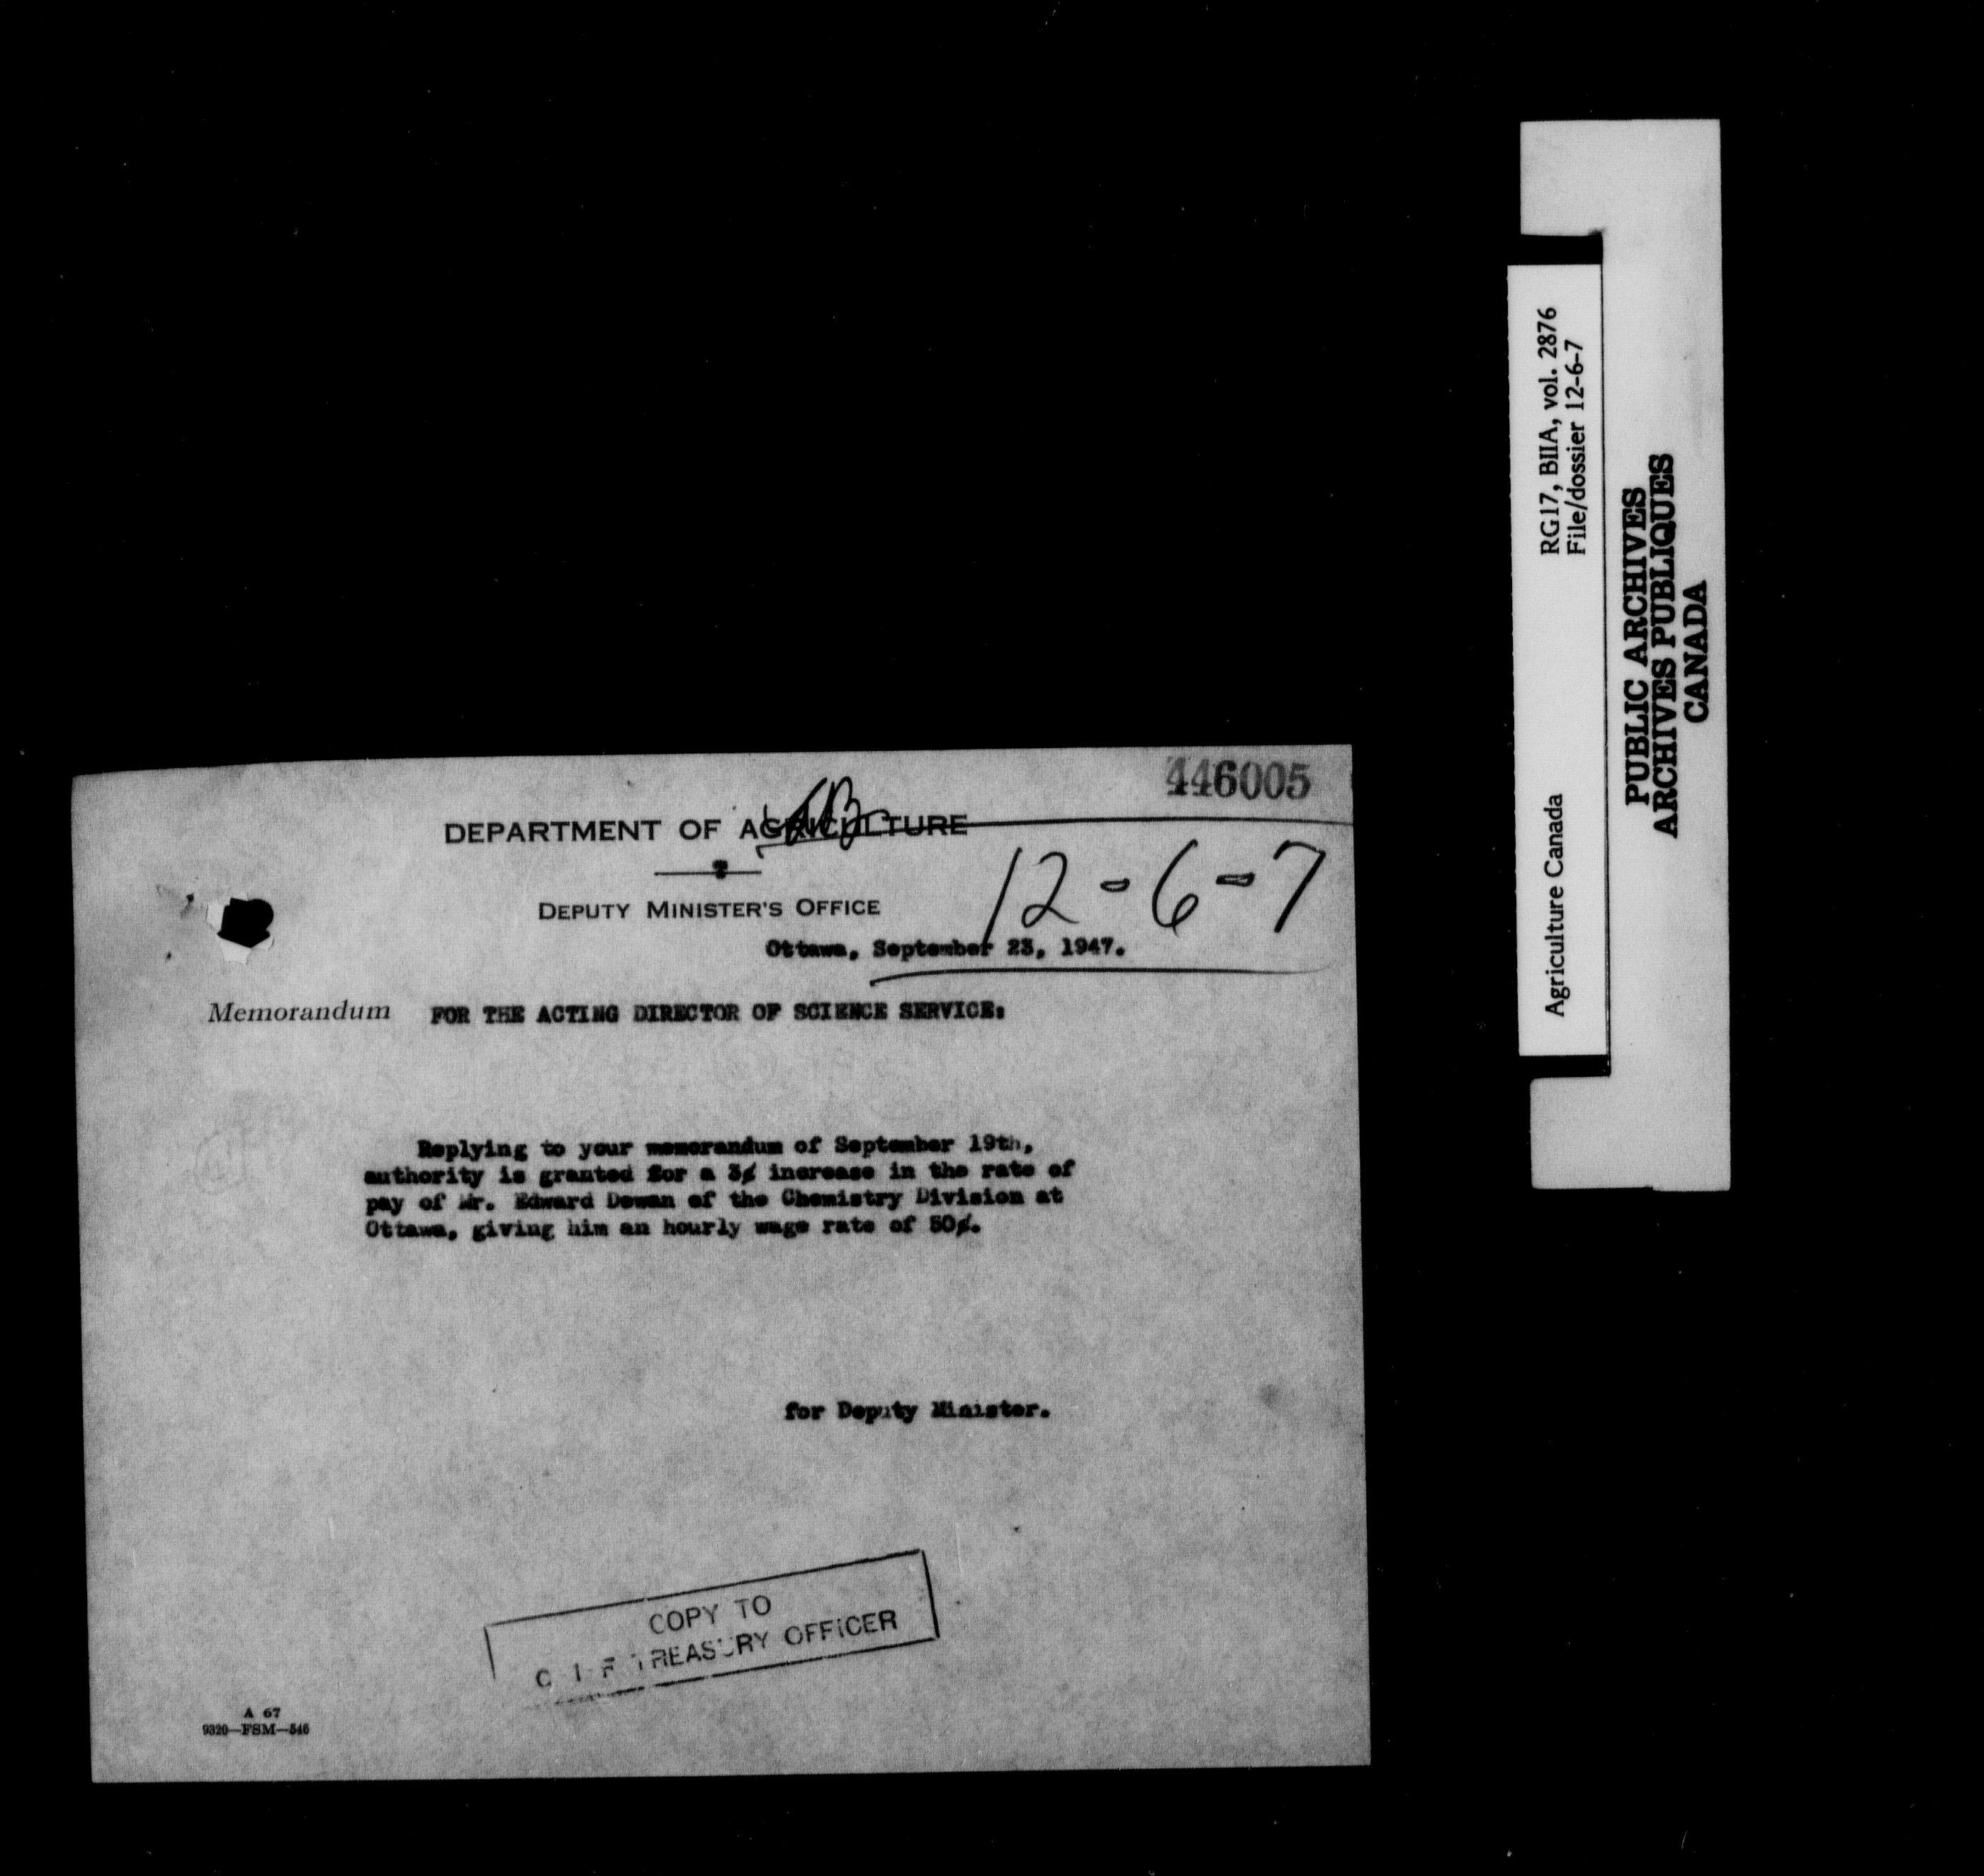 446005
DEPARTMENT OF AGRICULTURE
DEPUTY MINISTER'S OFFICE
12-6-7
Ottawa, September 23, 1947.
Memorandum FOR THE ACTING DIRECTOR OF SCIENCE SERVICE:
Replying to your memorandum of September 19th,
authority is granted for a 3¢ increase in the rate of
pay of Mr. Edward Dewan of the Chemistry Division at
Ottawa, giving him an hourly wage rate of 50¢.
for Deputy Minister.
COPY TO
TREASURY OFFICER
A 67
9320—FSM—546
RG17, BIIA, vol. 2876
File/dossier 12-6-7
Agriculture Canada
PUBLIC ARCHIVES
ARCHIVES PUBLIQUES
CANADA